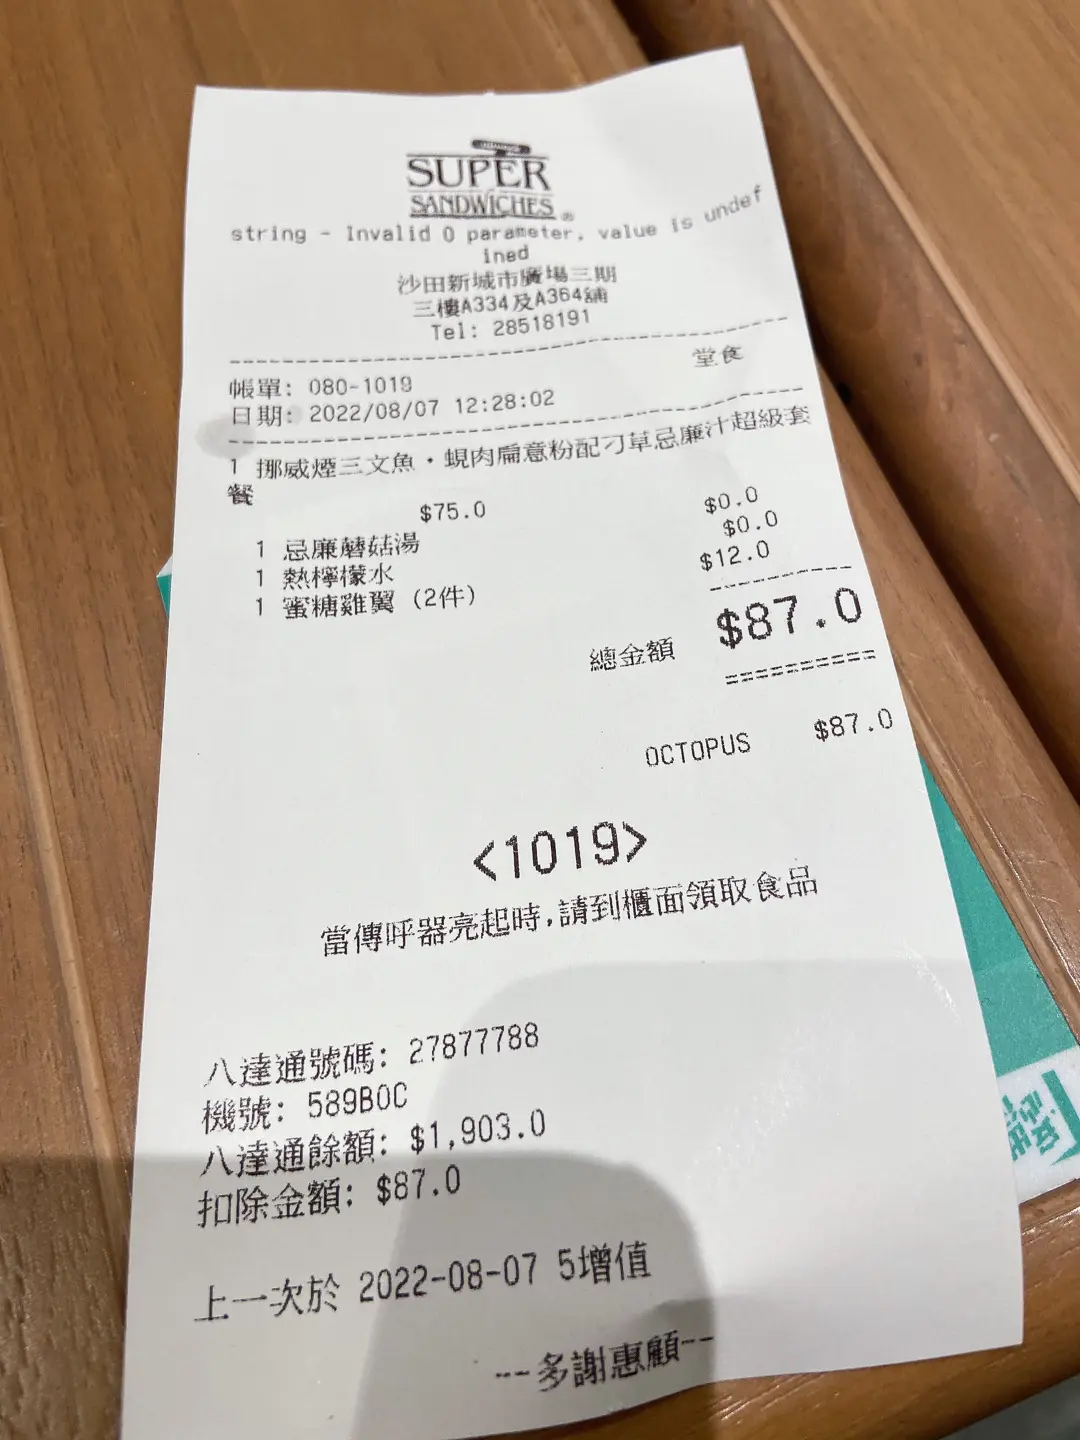 SUPER
SANDWICHES ®
string - Invalid 0 parameter, value is undef
ined
沙田新城市廣場三期
三樓A334及A364舖
Tel: 28518191
堂食
帳單: 080-1019
日期: 2022/08/07 12:28:02
1 挪威煙三文魚・蜆肉扁意粉配刁草忌廉汁超級套
餐
$75.0 $0.0
1 忌廉蘑菇湯 $0.0
1 熱檸檬水 $12.0
1 蜜糖雞翼 (2件)
總金額 $87.0
OCTOPUS $87.0
<1019>
當傳呼器亮起時,請到櫃面領取食品
八達通號碼: 27877788
機號: 589B0C
八達通餘額: $1,903.0
扣除金額: $87.0
上一次於 2022-08-07 5增值
--多謝惠顧--